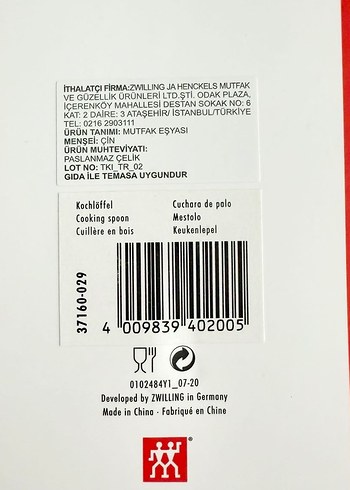 İTHALATÇI FİRMA:ZWILLING JA HENCKELS MUTFAK
VE GÜZELLİK ÜRÜNLERİ LTD.ŞTİ. ODAK PLAZA,
İÇERENKÖY MAHALLESİ DESTAN SOKAK NO: 6
KAT: 2 DAİRE: 3 ATAŞEHİR/ İSTANBUL/TÜRKİYE
TEL: 0216 2903111
ÜRÜN TANIMI: MUTFAK EŞYASI
MENŞEİ: ÇİN
ÜRÜN MUHTEVİYATI:
PASLANMAZ ÇELİK
LOT NO: TKI_TR_02
GIDA İLE TEMASA UYGUNDUR
Kochlöffel
Cooking spoon
Cuillère en bois
Cuchara de palo
Mestolo
Keukenlepel
37160-029
4 009839 402005
0102484Y1_07-20
Developed by ZWILLING in Germany
Made in China · Fabriqué en Chine
®